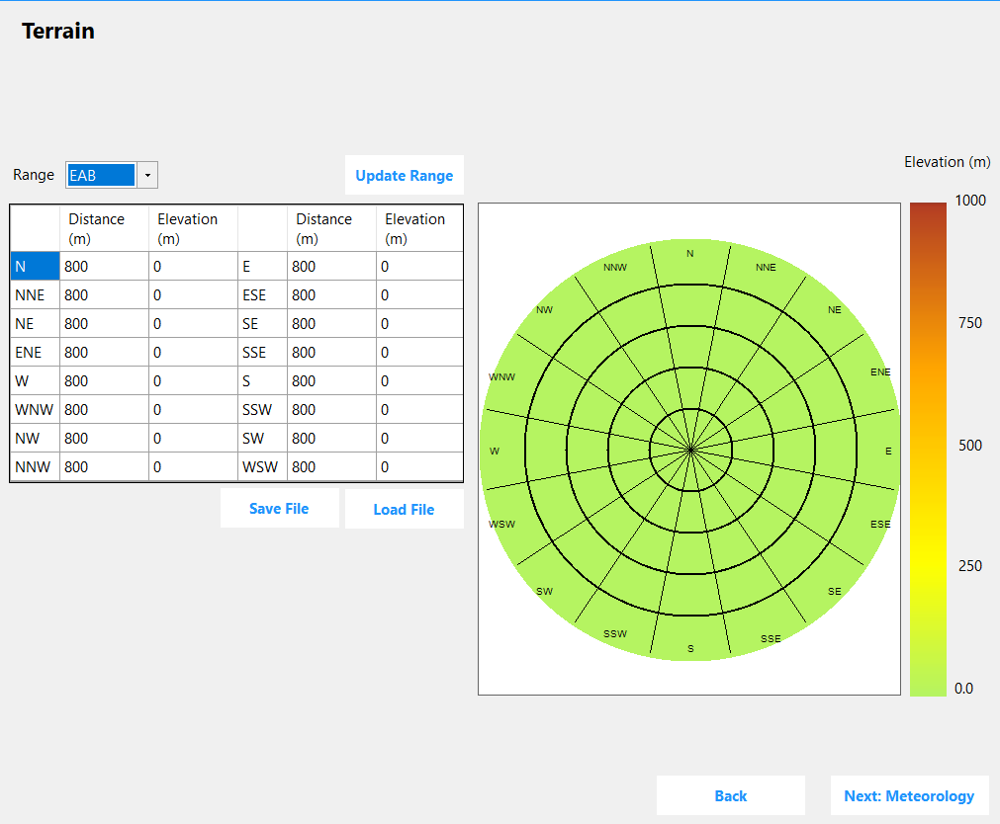 Terrain
Range EAB Update Range
Distance (m) Elevation (m) Distance (m) Elevation (m)
N 800 0 E 800 0
NNE 800 0 ESE 800 0
NE 800 0 SE 800 0
ENE 800 0 SSE 800 0
W 800 0 S 800 0
WNW 800 0 SSW 800 0
NW 800 0 SW 800 0
NNW 800 0 WSW 800 0
Save File Load File
N
NNW NNE
NW NE
WNW ENE
W E
WSW ESE
SW SE
SSW SSE
S
Elevation (m)
1000
750
500
250
0.0
Back Next: Meteorology